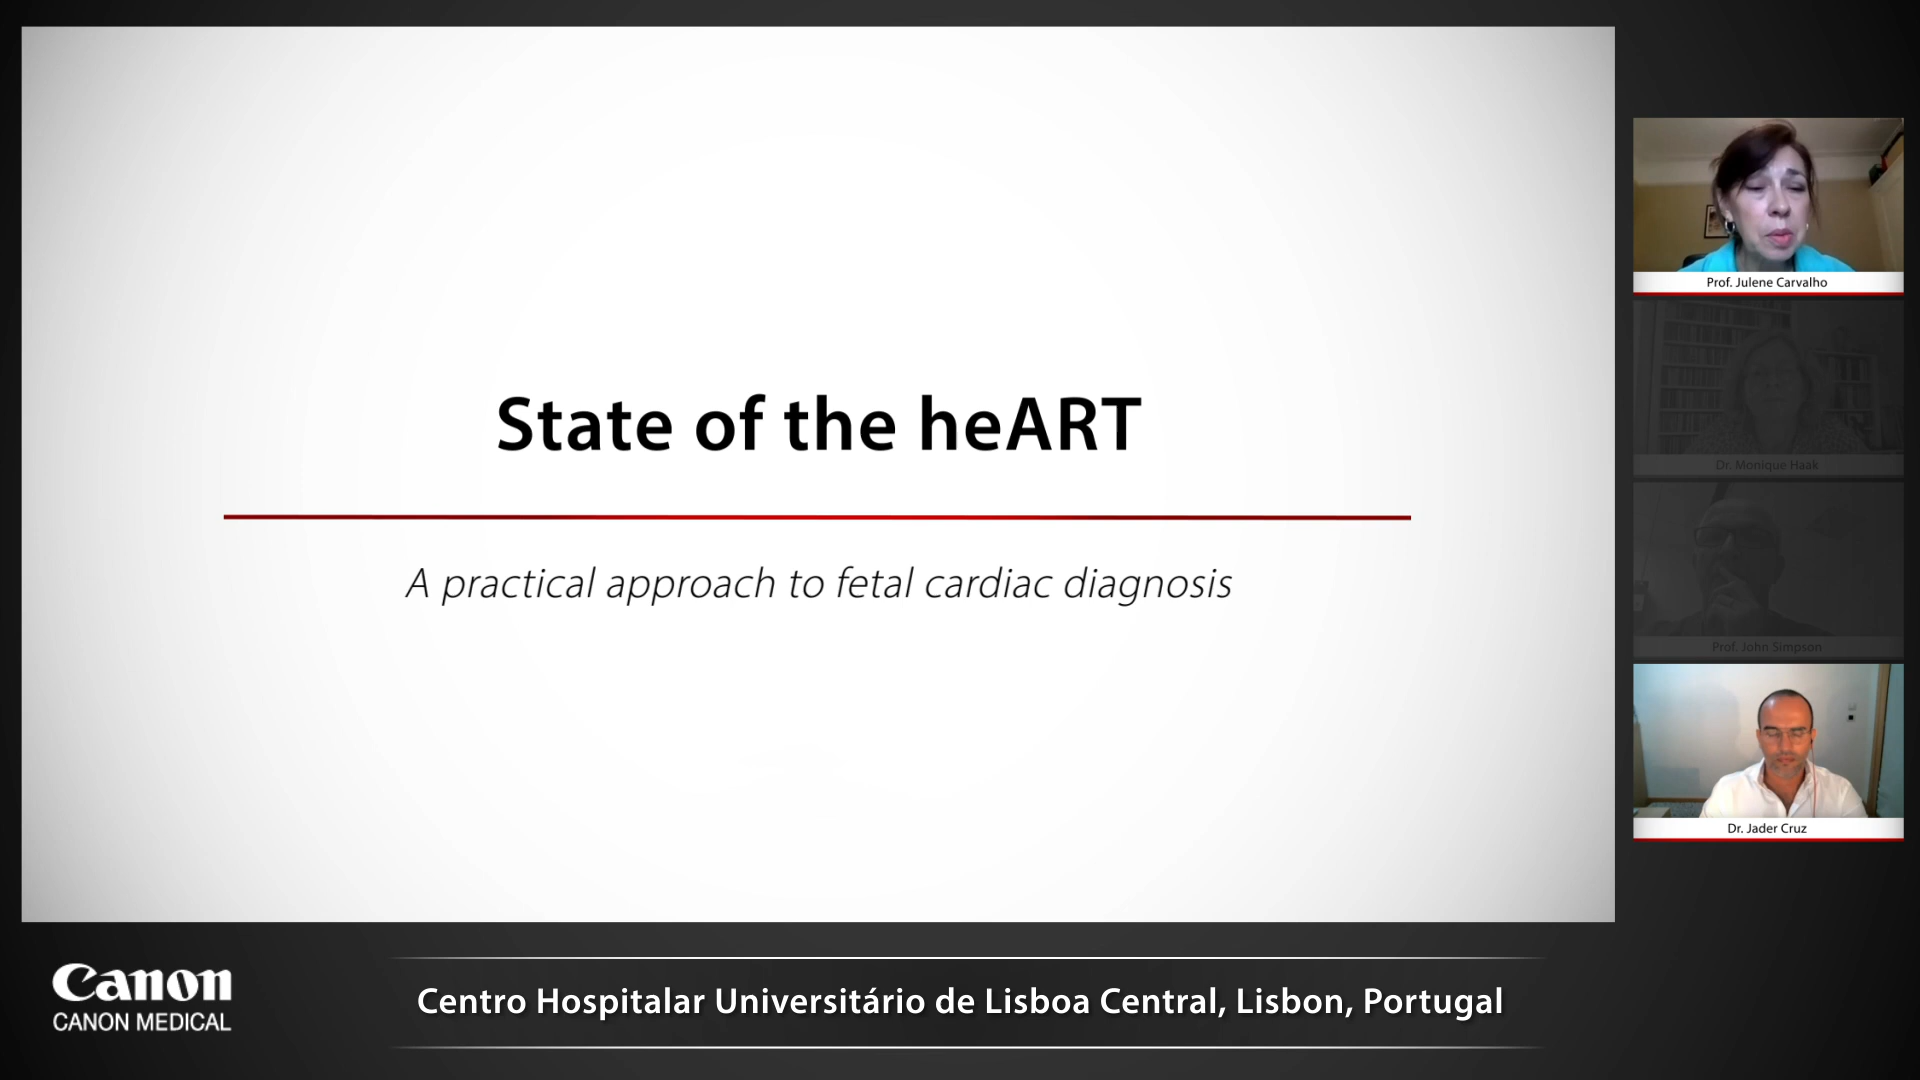 State of the heART
A practical approach to fetal cardiac diagnosis
Prof. Julene Carvalho
Dr. Monique Haak
Prof. John Simpson
Dr. Jader Cruz
Canon
CANON MEDICAL
Centro Hospitalar Universitário de Lisboa Central, Lisbon, Portugal